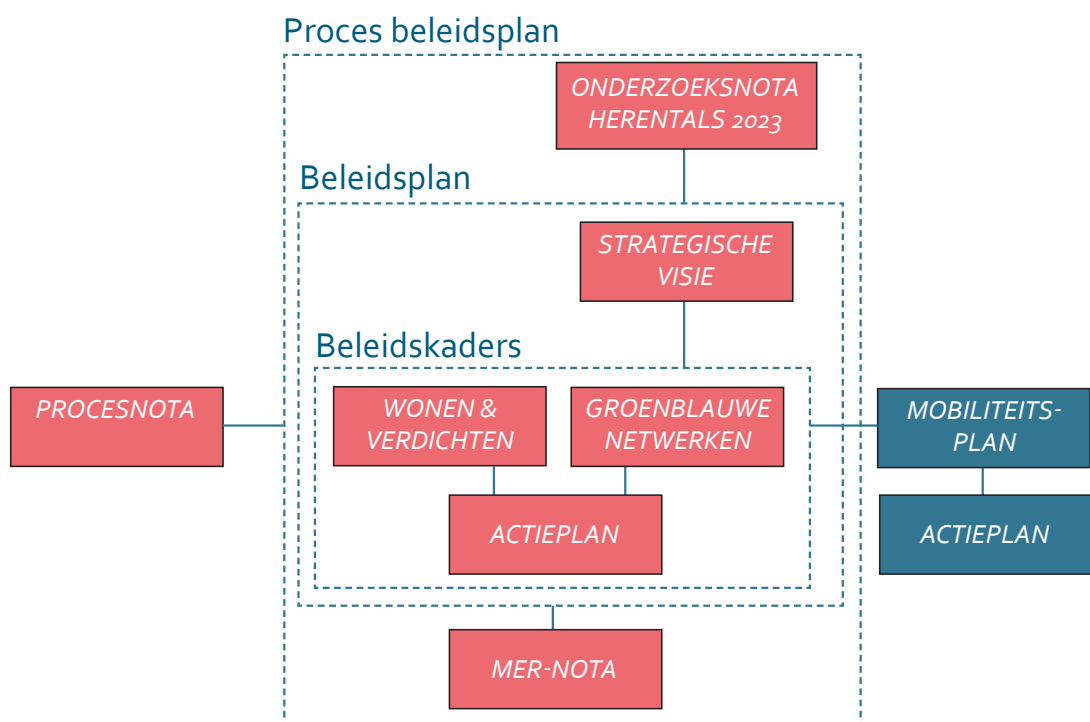 Proces beleidsplan
ONDERZOEKSNOTA
HERENTALS 2023
Beleidsplan
STRATEGISCHE
VISIE
Beleidskaders
PROCESNOTA
WONEN &
VERDICHTEN
GROENBLAUWE
NETWERKEN
MOBILITEITS-
PLAN
ACTIEPLAN
ACTIEPLAN
MER-NOTA